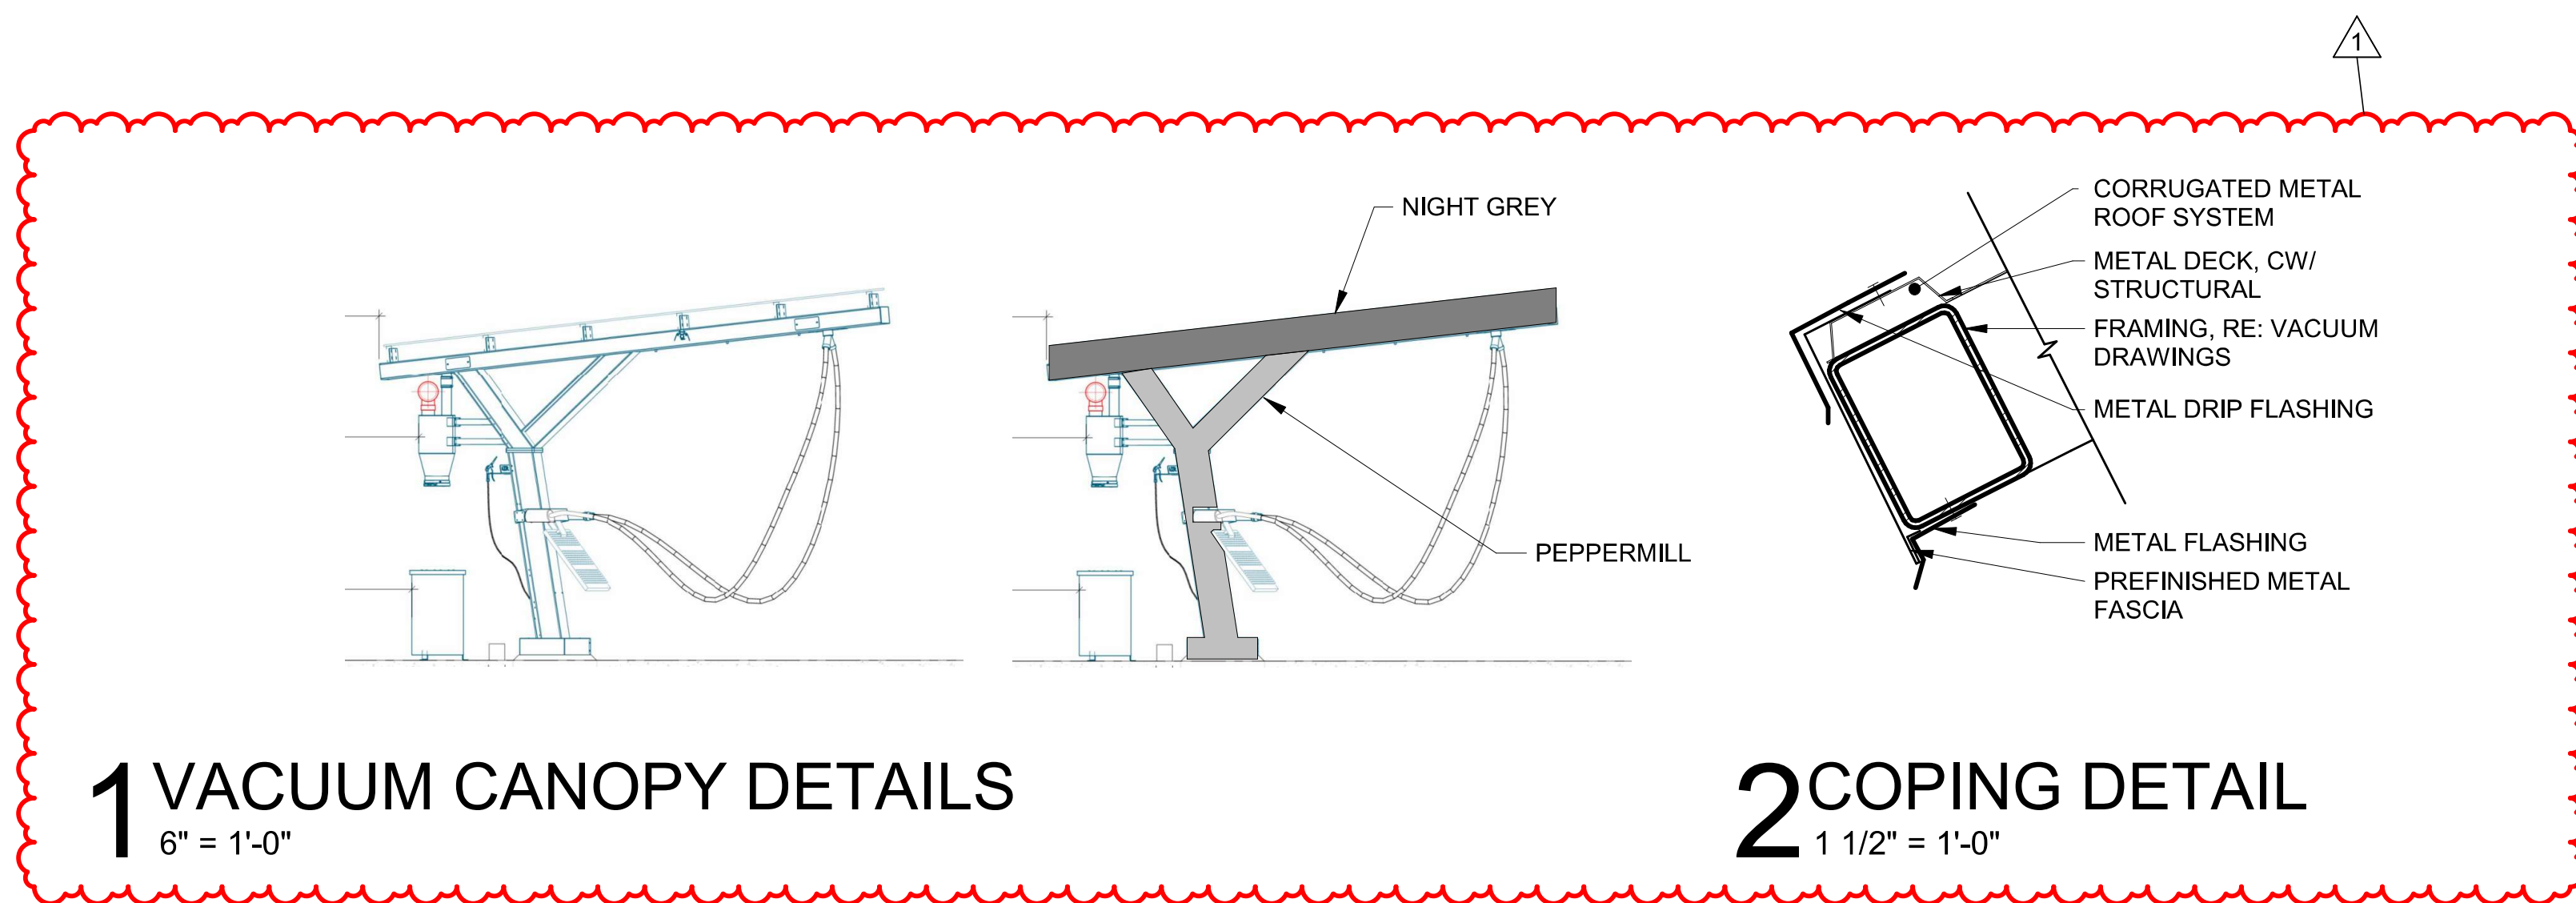 1
NIGHT GREY
PEPPERMILL
CORRUGATED METAL
ROOF SYSTEM
METAL DECK, CW/
STRUCTURAL
FRAMING, RE: VACUUM
DRAWINGS
METAL DRIP FLASHING
METAL FLASHING
PREFINISHED METAL
FASCIA
1 VACUUM CANOPY DETAILS
6" = 1'-0"
2 COPING DETAIL
1 1/2" = 1'-0"